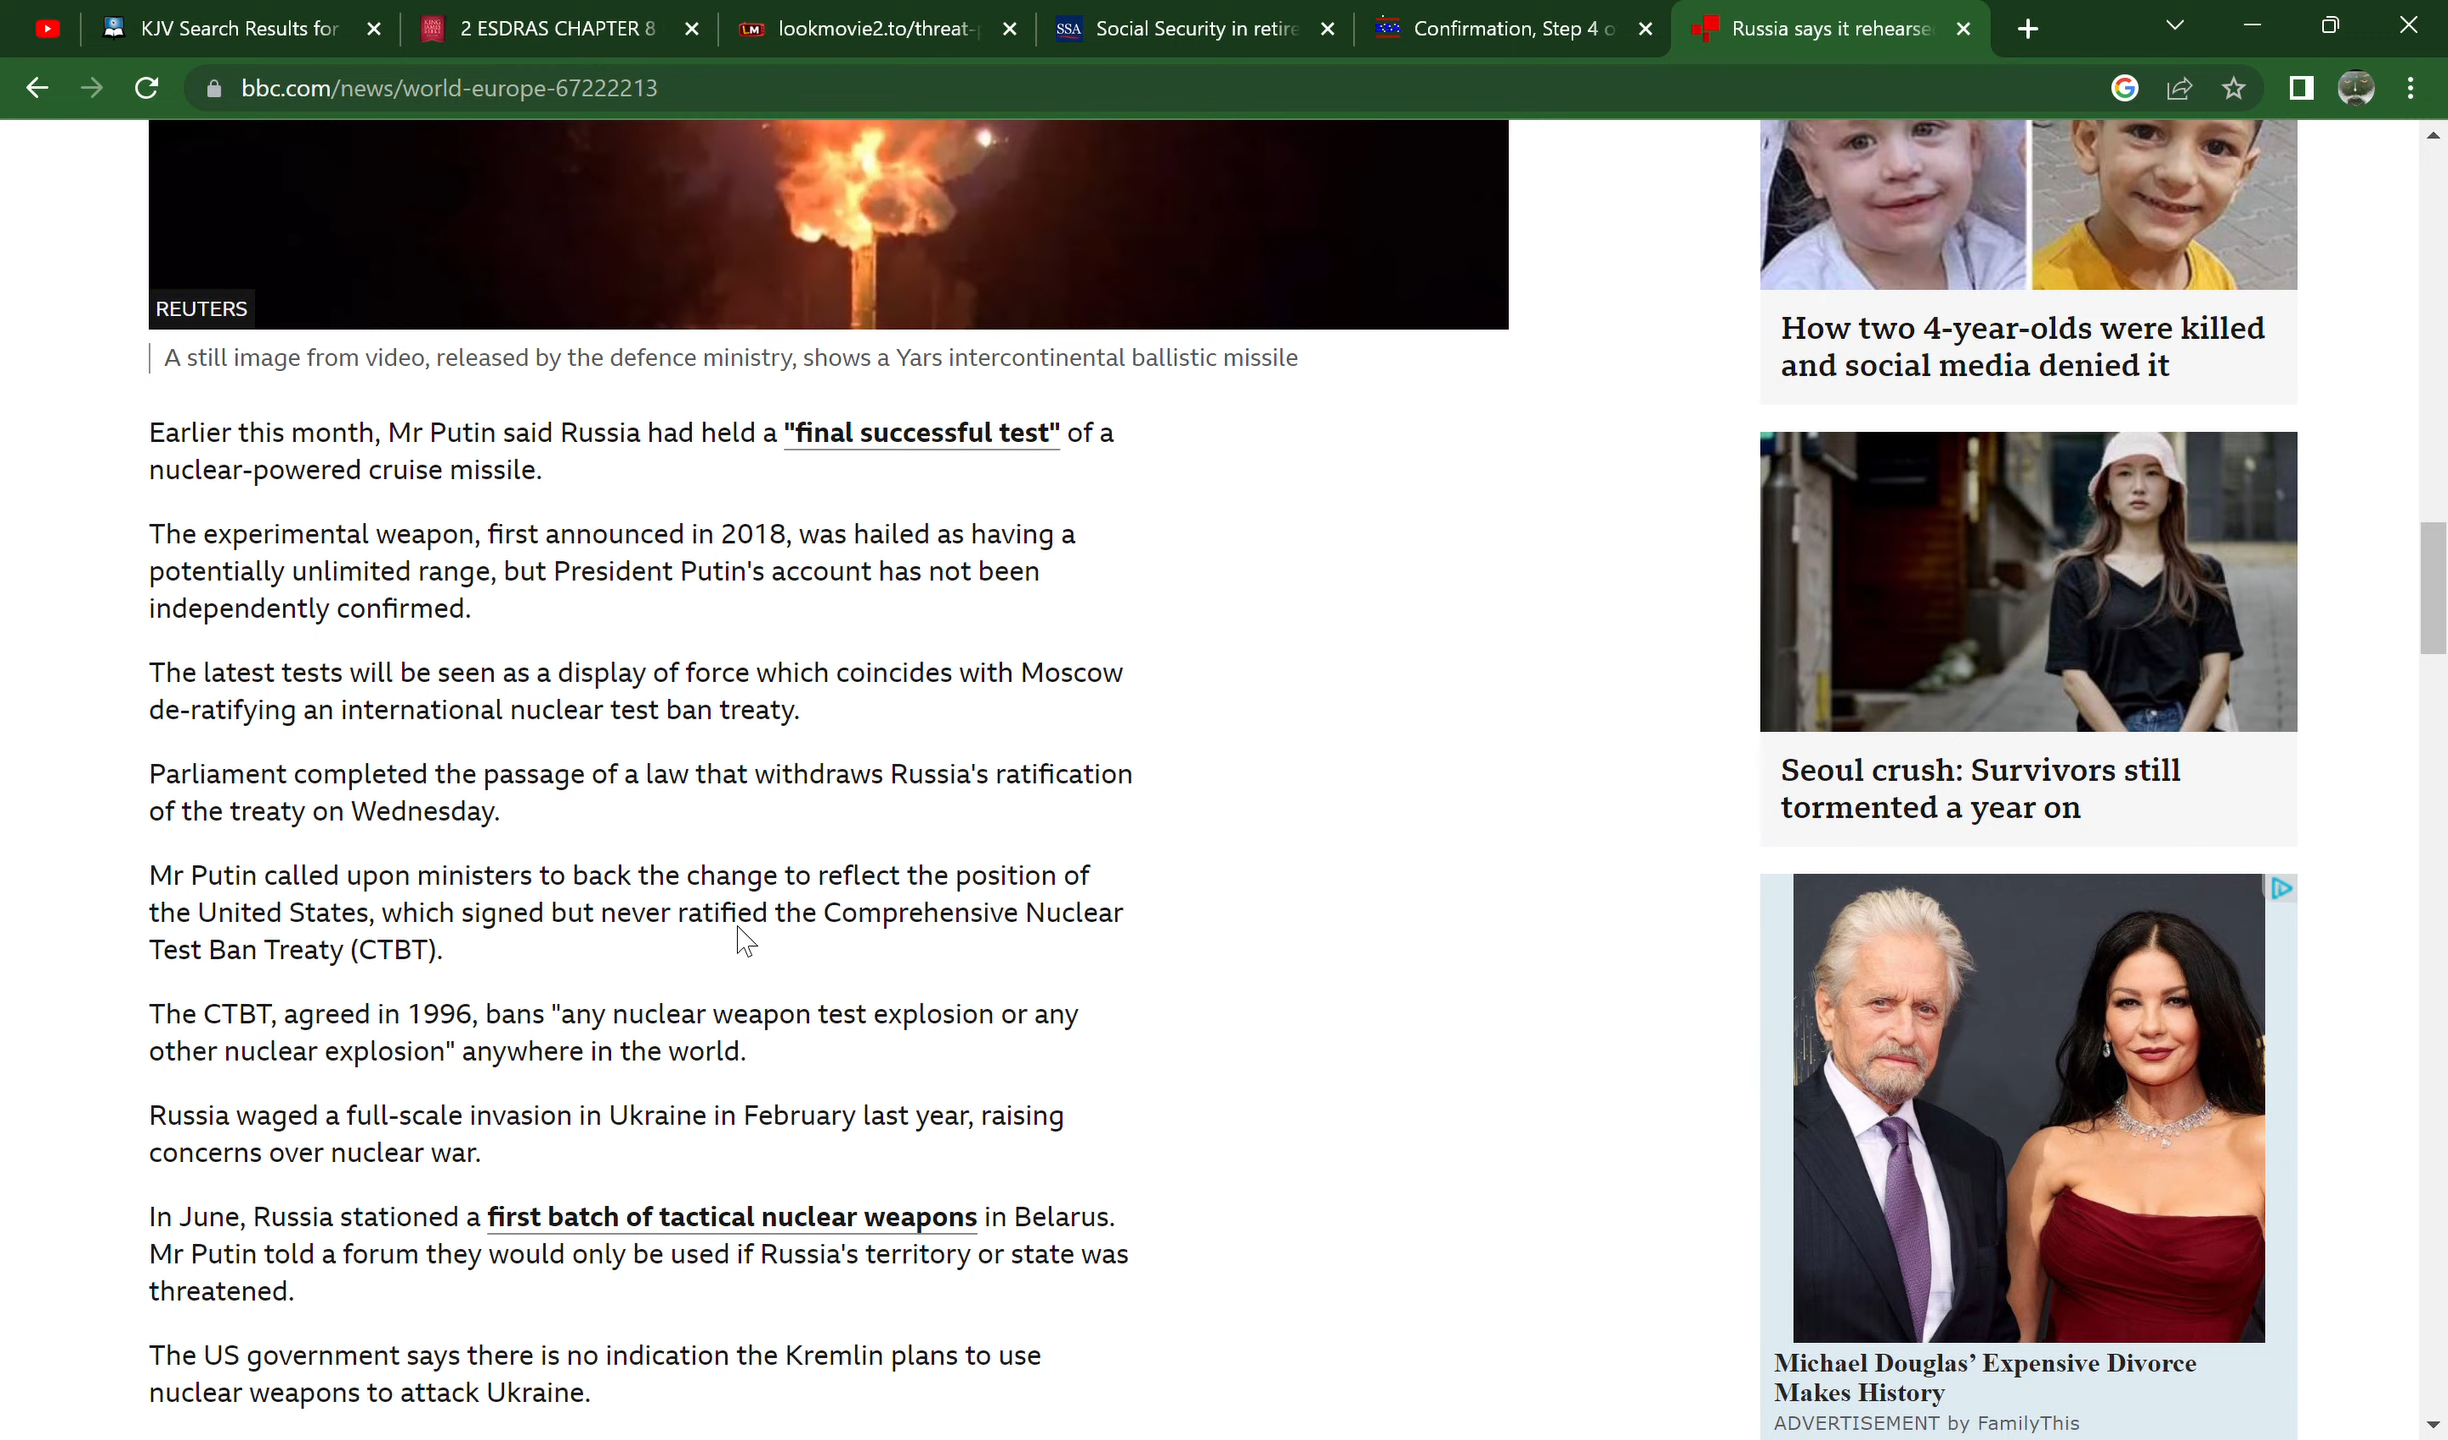 KJV Search Results for
2 ESDRAS CHAPTER 8
LM
lookmovie2.to/threat-
SSA
Social Security in retire
Confirmation, Step 4 o
Russia says it rehearse
bbc.com/news/world-europe-67222213
REUTERS
A still image from video, released by the defence ministry, shows a Yars intercontinental ballistic missile
Earlier this month, Mr Putin said Russia had held a "final successful test" of a
nuclear-powered cruise missile.
The experimental weapon, first announced in 2018, was hailed as having a
potentially unlimited range, but President Putin's account has not been
independently confirmed.
The latest tests will be seen as a display of force which coincides with Moscow
de-ratifying an international nuclear test ban treaty.
Parliament completed the passage of a law that withdraws Russia's ratification
of the treaty on Wednesday.
Mr Putin called upon ministers to back the change to reflect the position of
the United States, which signed but never ratified the Comprehensive Nuclear
Test Ban Treaty (CTBT).
The CTBT, agreed in 1996, bans "any nuclear weapon test explosion or any
other nuclear explosion" anywhere in the world.
Russia waged a full-scale invasion in Ukraine in February last year, raising
concerns over nuclear war.
In June, Russia stationed a first batch of tactical nuclear weapons in Belarus.
Mr Putin told a forum they would only be used if Russia's territory or state was
threatened.
The US government says there is no indication the Kremlin plans to use
nuclear weapons to attack Ukraine.
How two 4-year-olds were killed
and social media denied it
Seoul crush: Survivors still
tormented a year on
Michael Douglas’ Expensive Divorce
Makes History
ADVERTISEMENT by FamilyThis